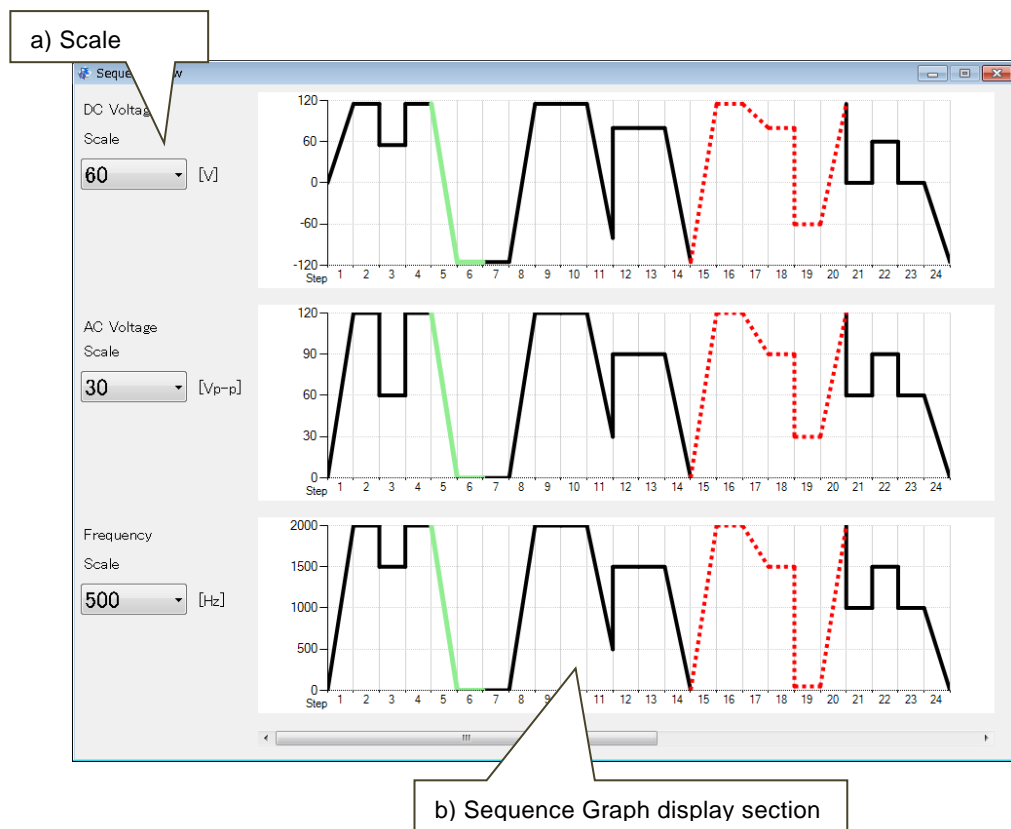 a) Scale
DC Voltag
Scale
60 [V]
120
60
0
-60
-120
Step 1 2 3 4 5 6 7 8 9 10 11 12 13 14 15 16 17 18 19 20 21 22 23 24
AC Voltage
Scale
30 [Vp-p]
120
90
60
30
0
Step 1 2 3 4 5 6 7 8 9 10 11 12 13 14 15 16 17 18 19 20 21 22 23 24
Frequency
Scale
500 [Hz]
2000
1500
1000
500
0
Step 1 2 3 4 5 6 7 8 9 11 12 13 14 15 16 17 18 19 20 21 22 23 24
b) Sequence Graph display section